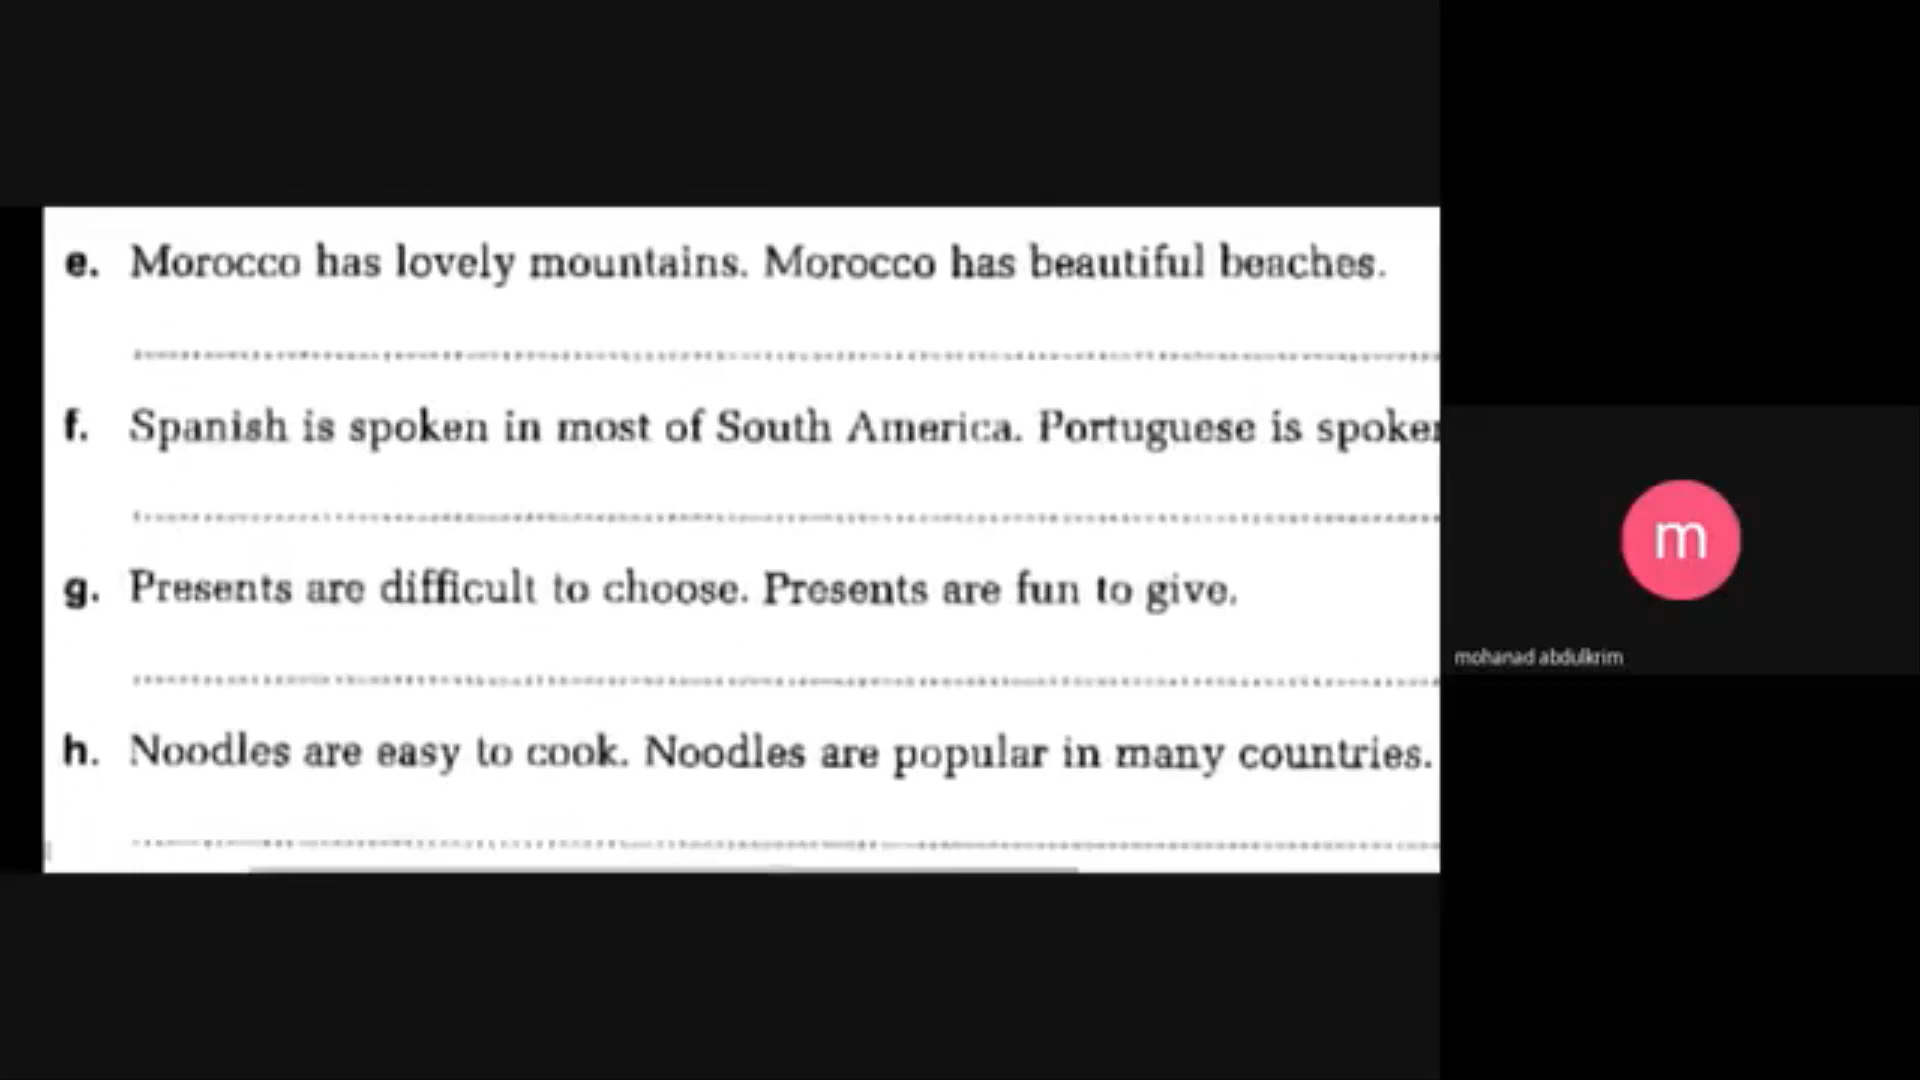 e. Morocco has lovely mountains. Morocco has beautiful beaches.
f. Spanish is spoken in most of South America. Portuguese is spoken
g. Presents are difficult to choose. Presents are fun to give.
h. Noodles are easy to cook. Noodles are popular in many countries.
m
mohanad abdulkrim